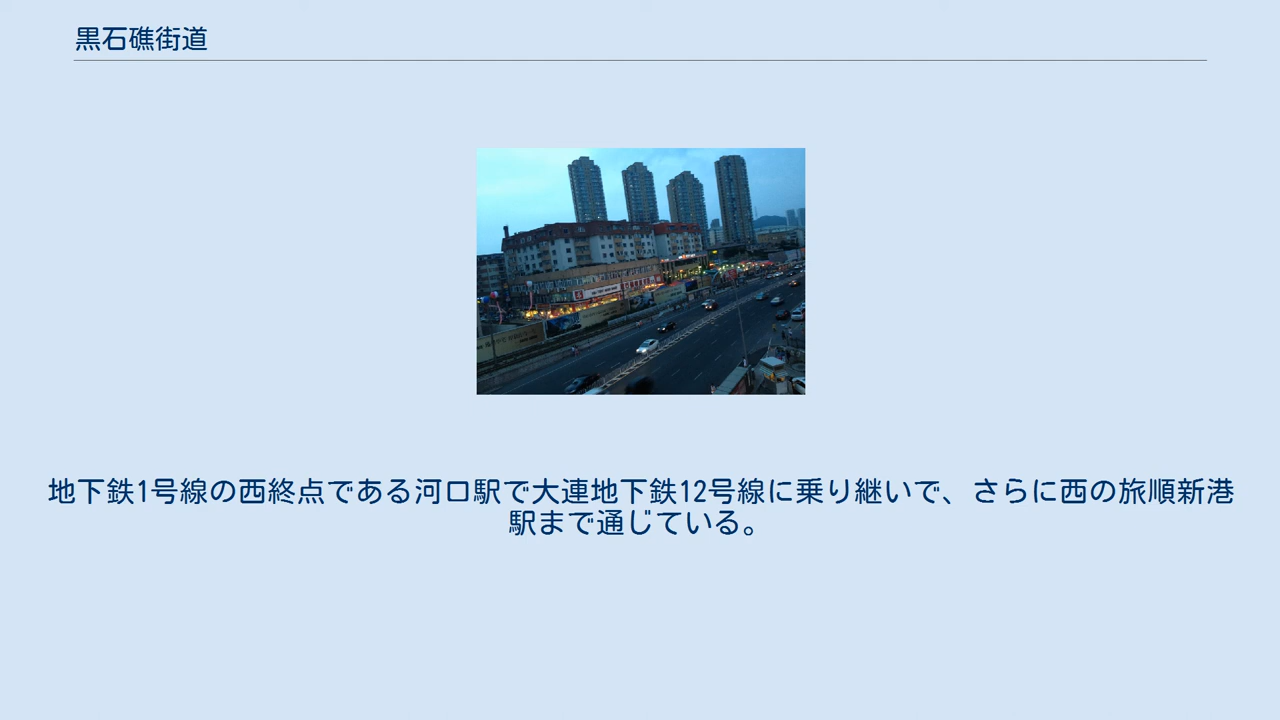 黒石礁街道
地下鉄1号線の西終点である河口駅で大連地下鉄12号線に乗り継いで、さらに西の旅順新港
駅まで通じている。